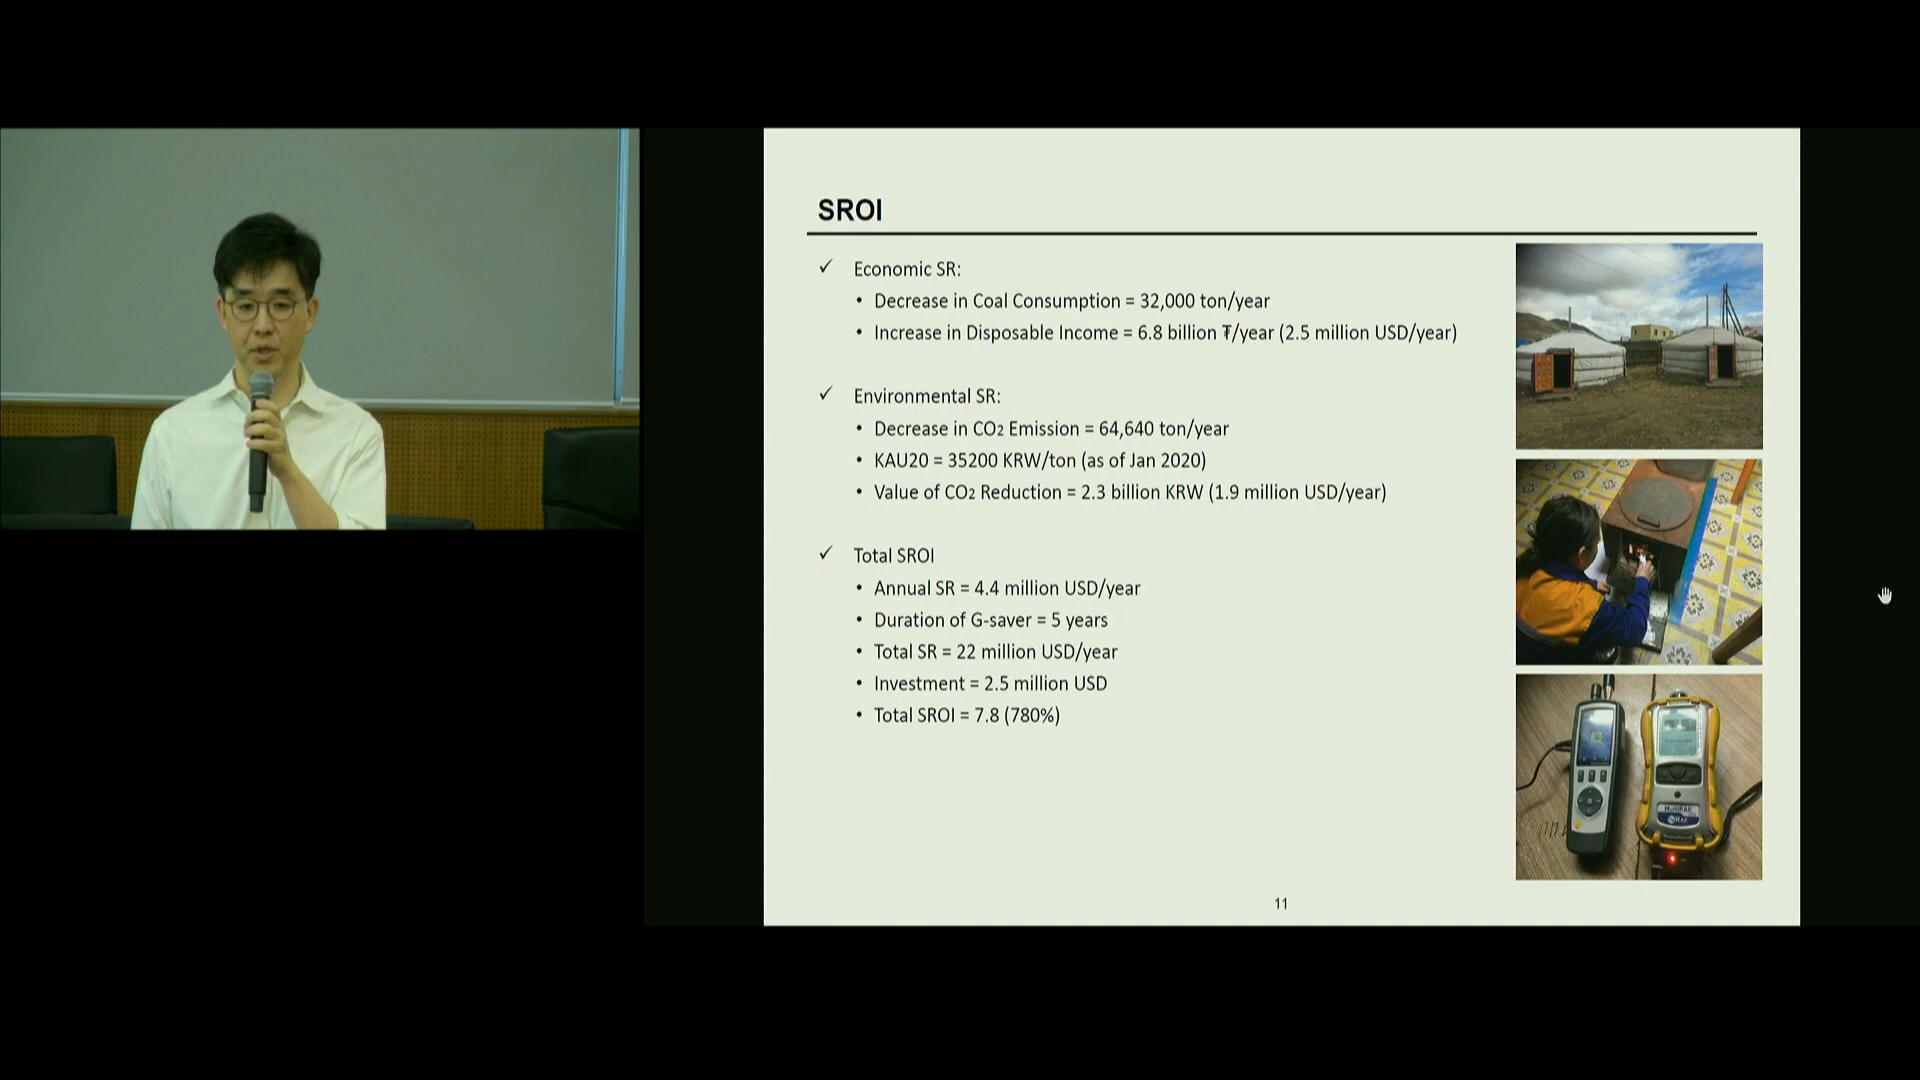 SROI
✓ Economic SR:
• Decrease in Coal Consumption = 32,000 ton/year
• Increase in Disposable Income = 6.8 billion ₮/year (2.5 million USD/year)
✓ Environmental SR:
• Decrease in CO2 Emission = 64,640 ton/year
• KAU20 = 35200 KRW/ton (as of Jan 2020)
• Value of CO2 Reduction = 2.3 billion KRW (1.9 million USD/year)
✓ Total SROI
• Annual SR = 4.4 million USD/year
• Duration of G-saver = 5 years
• Total SR = 22 million USD/year
• Investment = 2.5 million USD
• Total SROI = 7.8 (780%)
11